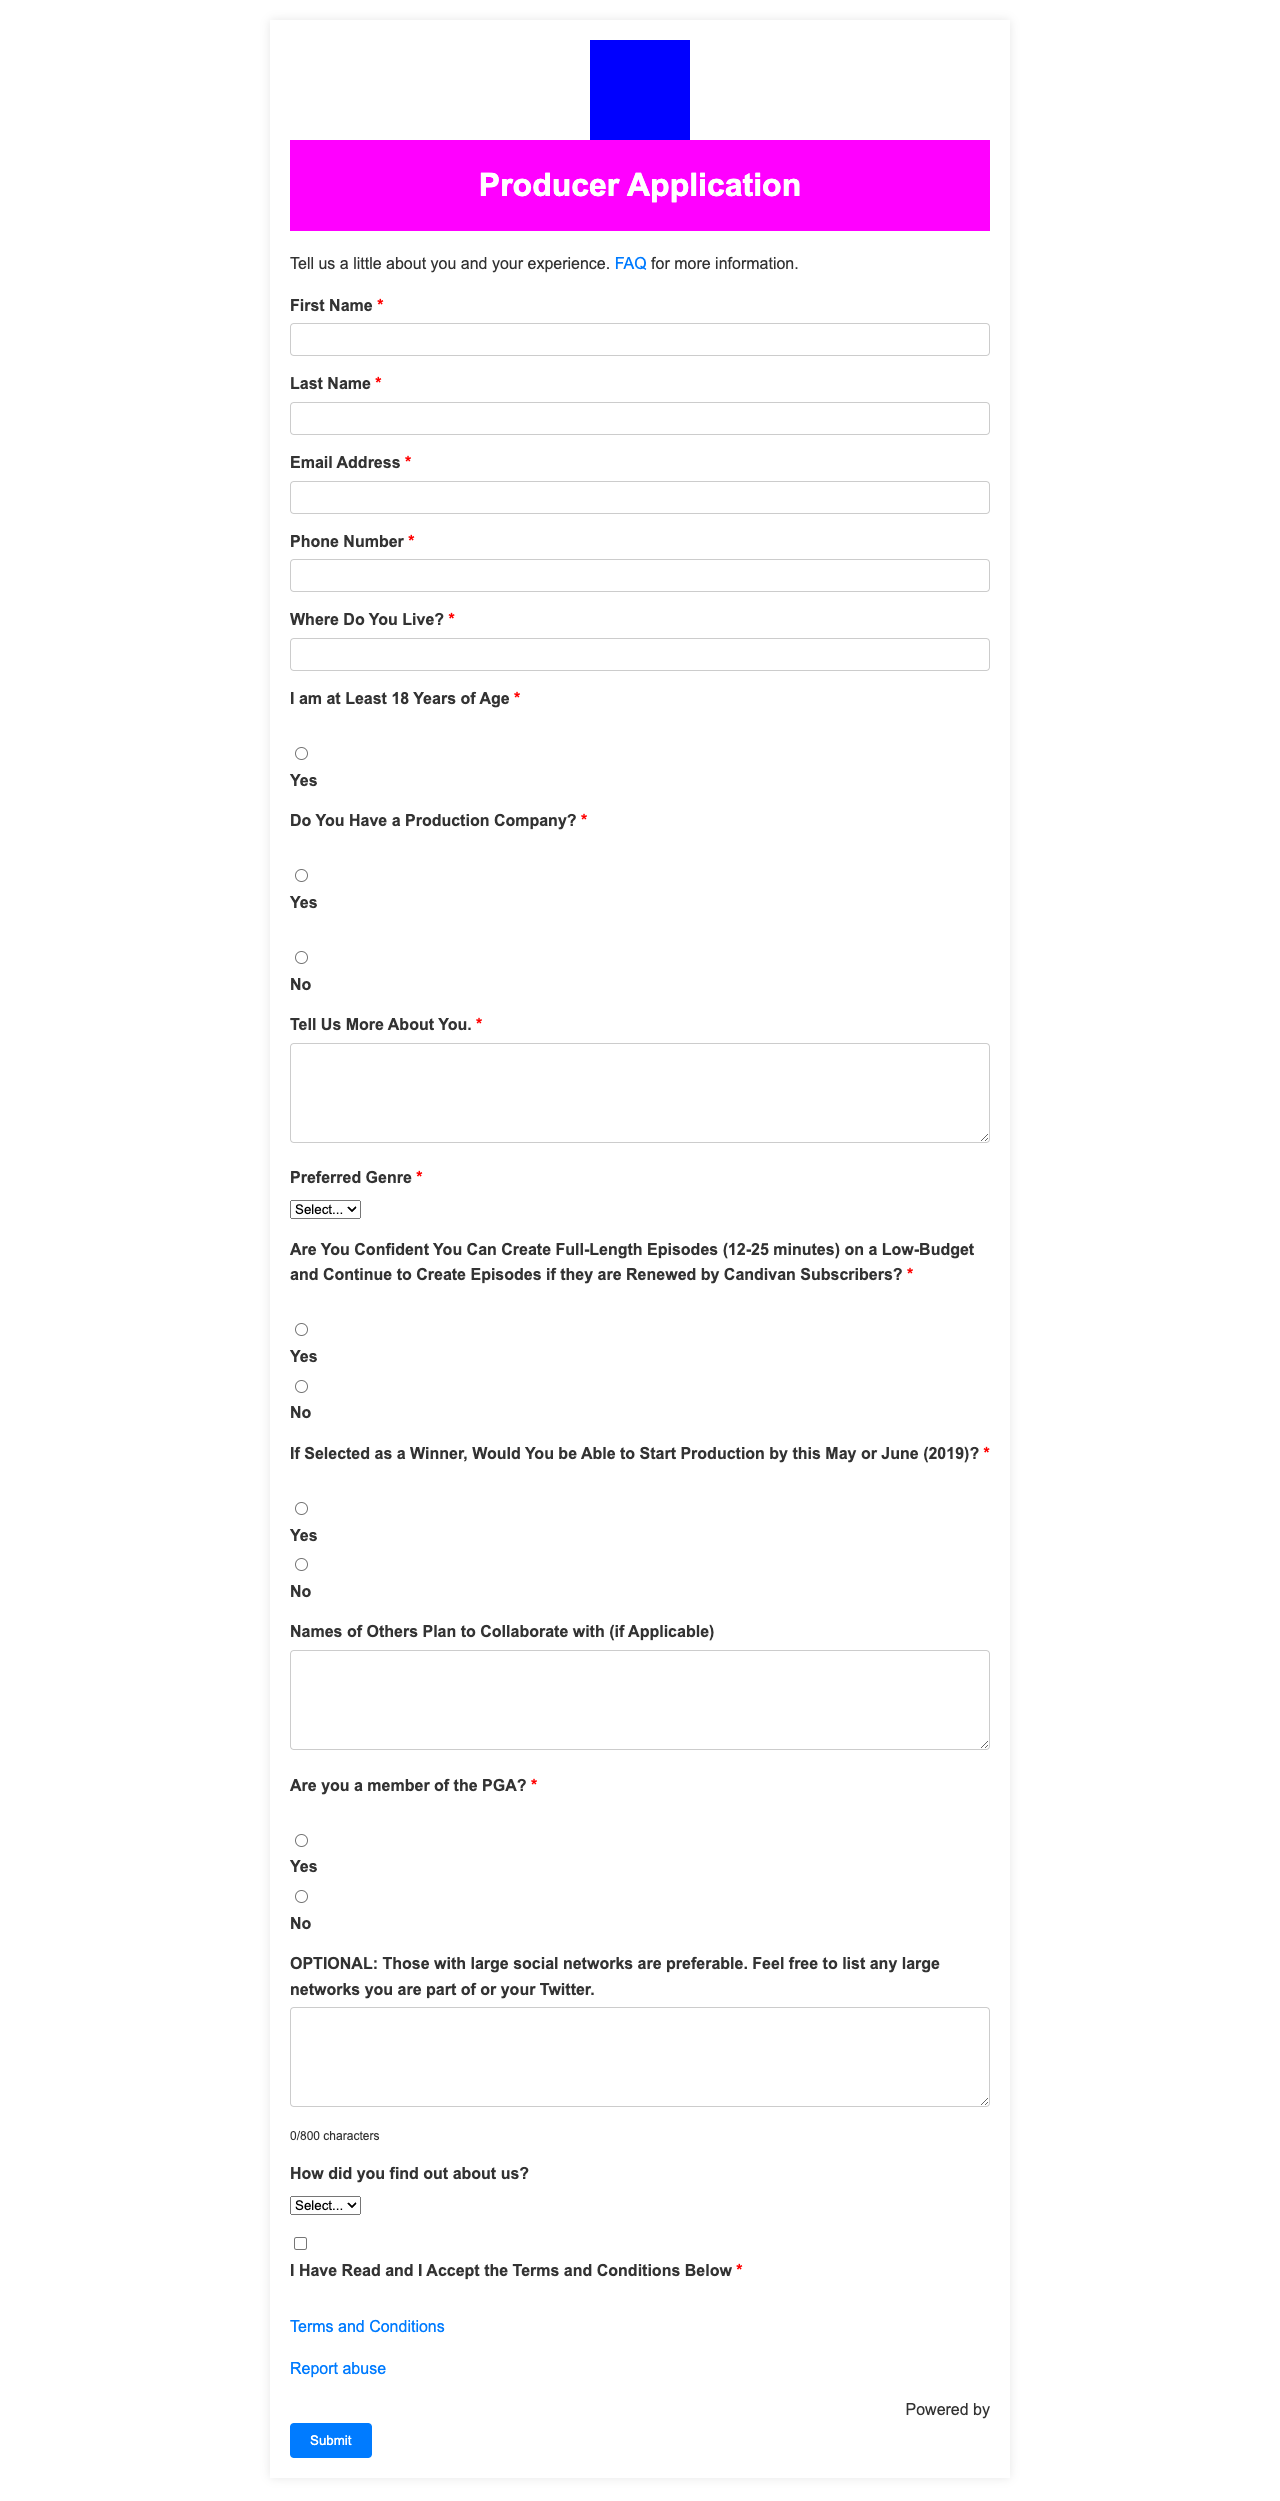 Producer Application
Tell us a little about you and your experience. FAQ for more information.
First Name *
Last Name *
Email Address *
Phone Number *
Where Do You Live? *
I am at Least 18 Years of Age *
Yes
Do You Have a Production Company? *
Yes
No
Tell Us More About You. *
Preferred Genre *
Select...
Are You Confident You Can Create Full-Length Episodes (12-25 minutes) on a Low-Budget
and Continue to Create Episodes if they are Renewed by Candivan Subscribers? *
Yes
No
If Selected as a Winner, Would You be Able to Start Production by this May or June (2019)? *
Yes
No
Names of Others Plan to Collaborate with (if Applicable)
Are you a member of the PGA? *
Yes
No
OPTIONAL: Those with large social networks are preferable. Feel free to list any large
networks you are part of or your Twitter.
0/800 characters
How did you find out about us?
Select...
I Have Read and I Accept the Terms and Conditions Below *
Terms and Conditions
Report abuse
Powered by
Submit